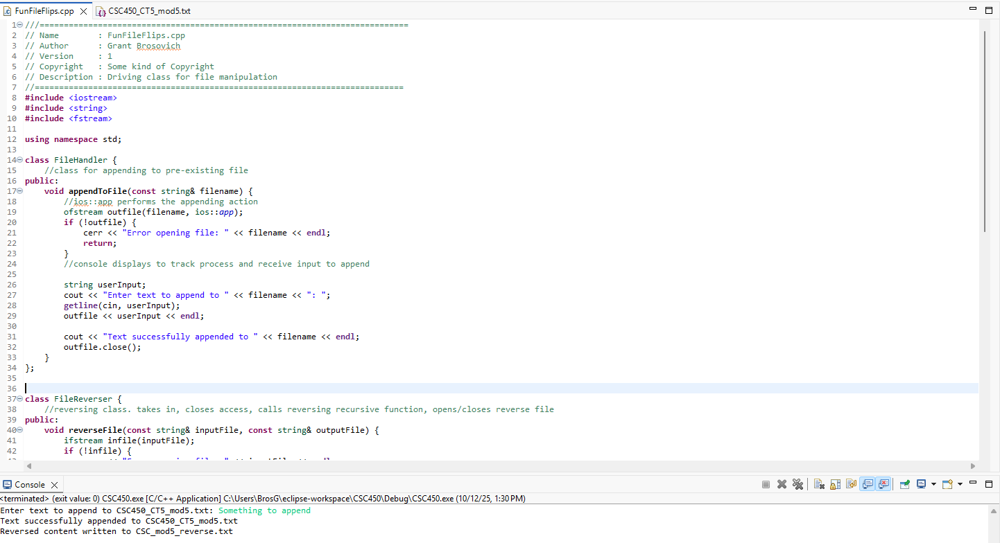 FunFileFlips.cpp CSC450_CT5_mod5.txt
1 ///============================================================================
2 // Name        : FunFileFlips.cpp
3 // Author      : Grant Brosovich
4 // Version     : 1
5 // Copyright   : Some kind of Copyright
6 // Description : Driving class for file manipulation
7 //============================================================================
8 #include <iostream>
9 #include <string>
10 #include <fstream>
11
12 using namespace std;
13
14 class FileHandler {
15     //class for appending to pre-existing file
16 public:
17     void appendToFile(const string& filename) {
18         //ios::app performs the appending action
19         ofstream outfile(filename, ios::app);
20         if (!outfile) {
21             cerr << "Error opening file: " << filename << endl;
22             return;
23         }
24         //console displays to track process and receive input to append
25
26         string userInput;
27         cout << "Enter text to append to " << filename << ": ";
28         getline(cin, userInput);
29         outfile << userInput << endl;
30
31         cout << "Text successfully appended to " << filename << endl;
32         outfile.close();
33     }
34 };
35
36
37 class FileReverser {
38     //reversing class. takes in, closes access, calls reversing recursive function, opens/closes reverse file
39 public:
40     void reverseFile(const string& inputFile, const string& outputFile) {
41         ifstream infile(inputFile);
42         if (!infile) {
Console
<terminated> (exit value: 0) CSC450.exe [C/C++ Application] C:\Users\BrosG\eclipse-workspace\CSC450\Debug\CSC450.exe (10/12/25, 1:30 PM)
Enter text to append to CSC450_CT5_mod5.txt: Something to append
Text successfully appended to CSC450_CT5_mod5.txt
Reversed content written to CSC_mod5_reverse.txt